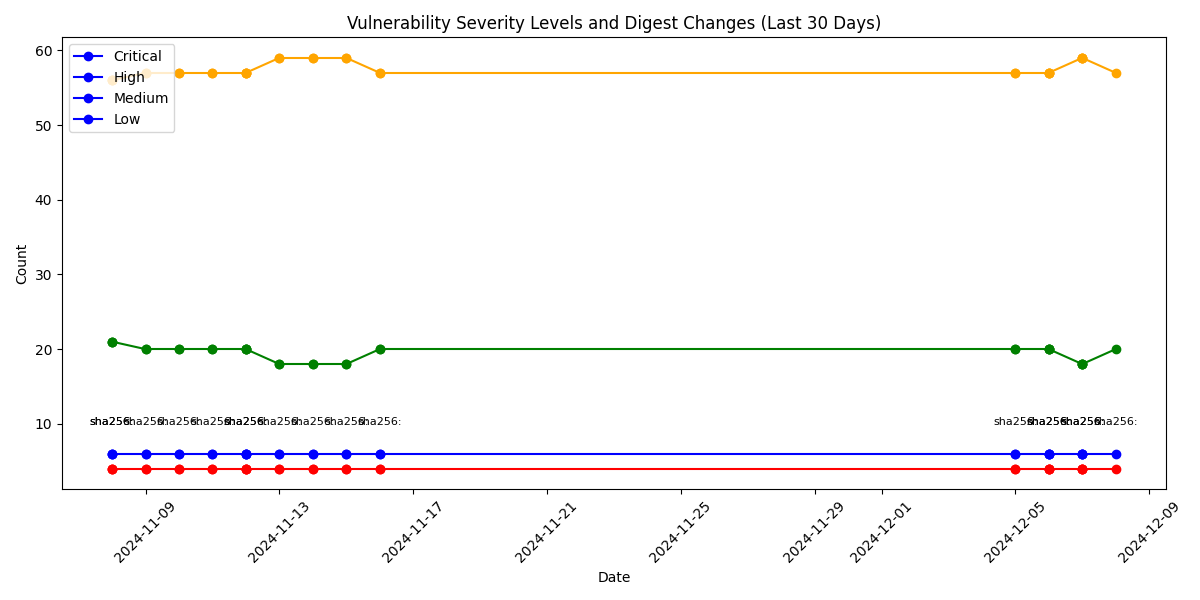 Vulnerability Severity Levels and Digest Changes (Last 30 Days)
Critical
High
Medium
Low
60
50
40
30
20
10
Count
sha256: sha256: sha256: sha256: sha256: sha256: sha256: sha256: sha256: sha256: sha256: sha256: sha256:
2024-11-09
2024-11-13
2024-11-17
2024-11-21
2024-11-25
2024-11-29
2024-12-01
2024-12-05
2024-12-09
Date